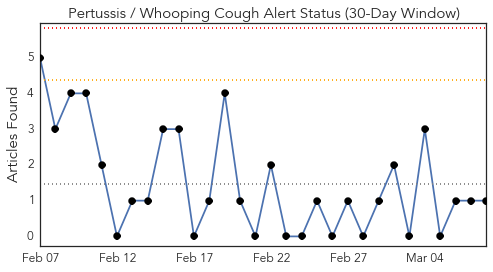 Pertussis / Whooping Cough Alert Status (30-Day Window)
Articles Found
5
4
3
2
1
0
Feb 07 Feb 12 Feb 17 Feb 22 Feb 27 Mar 04